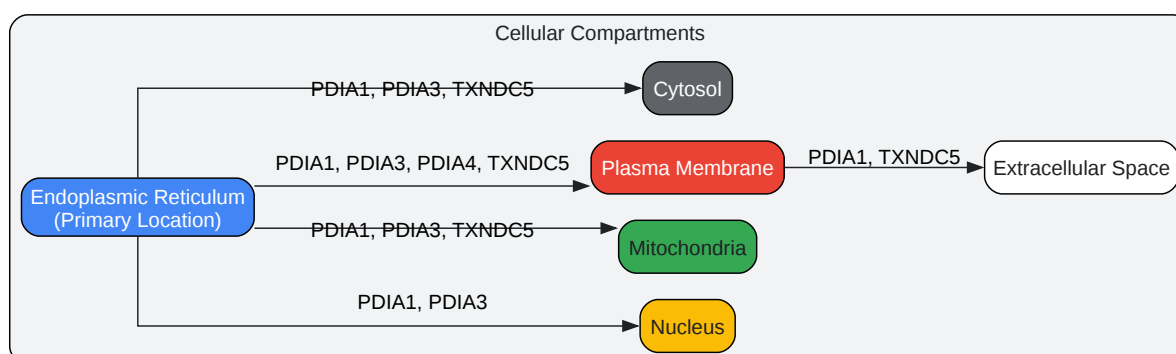 Cellular Compartments
PDIA1, PDIA3, TXNDC5
Cytosol
PDIA1, PDIA3, PDIA4, TXNDC5
Plasma Membrane
PDIA1, TXNDC5
Extracellular Space
Endoplasmic Reticulum
(Primary Location)
PDIA1, PDIA3, TXNDC5
Mitochondria
PDIA1, PDIA3
Nucleus